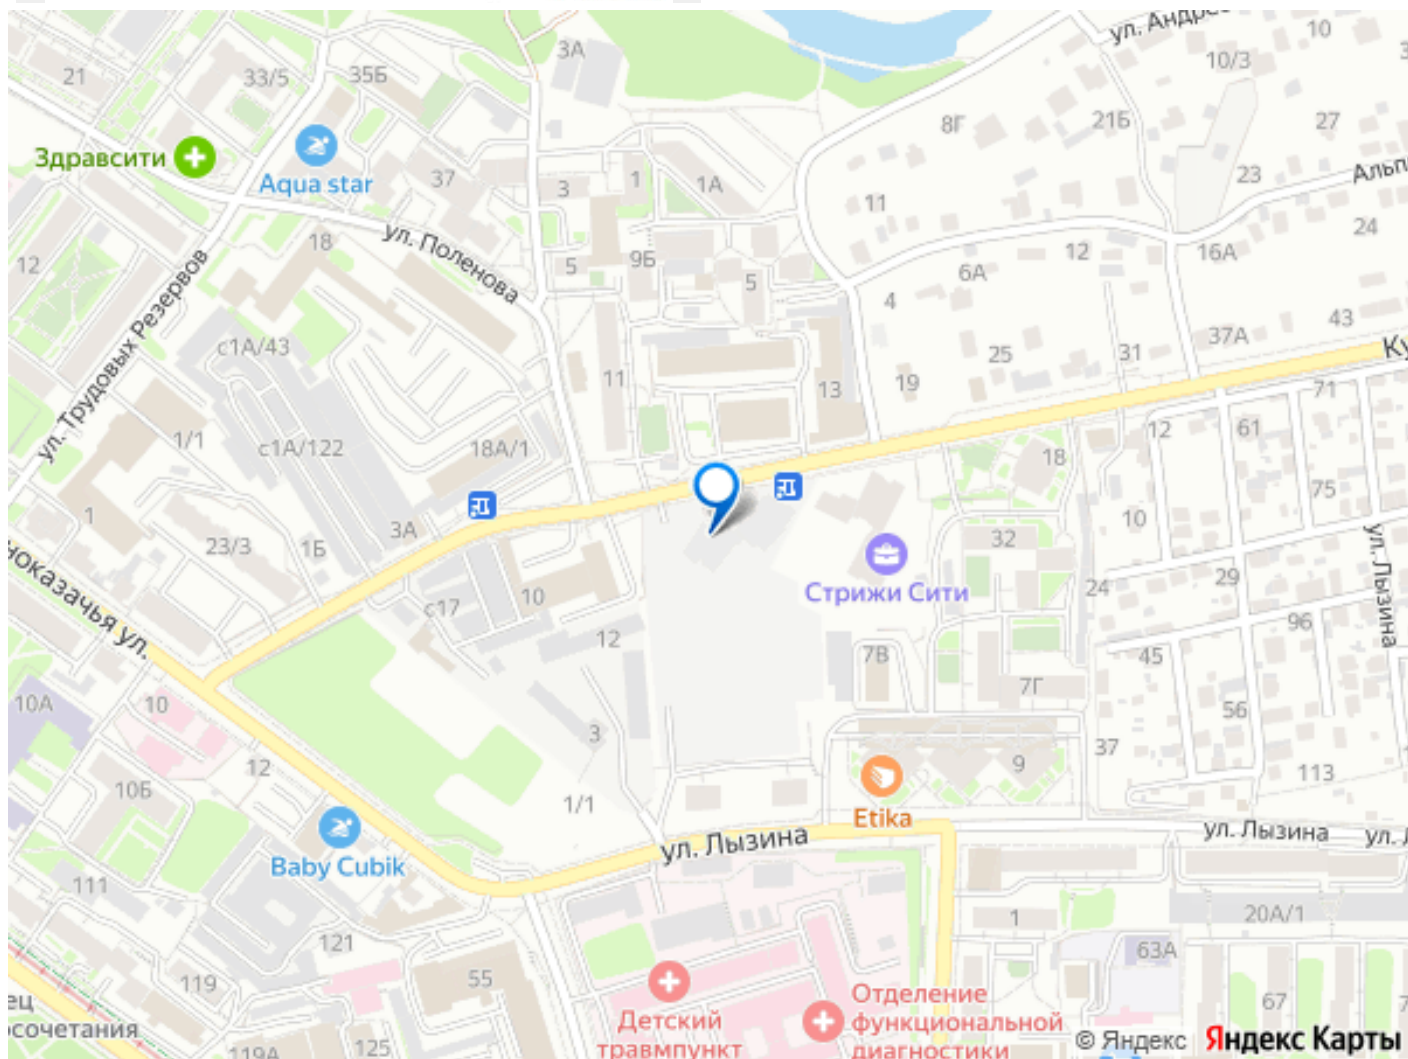 ул. Андрее
10
3А
10/3
21
33/5
35Б
8Г
21Б
27
Здравсити
Aqua star
37
3
1
1А
23
Альп
11
ул. Поленова
18
12
5
9Б
5
6А
12
16А
24
4
ул. Трудовых Резервов
с1А/43
43
37А
Ку
25
31
11
19
13
71
1/1
с1А/122
18А/1
12
61
18
75
1
3А
10
23/3
1Б
32
ул. Лызина
ноказачья ул.
Стрижи Сити
24
29
с17
10
12
96
7В
45
10А
10
7Г
56
3
37
12
9
113
10Б
1/1
Etika
ул. Лызина
ул. Лызина
ул. Л
Baby Cubik
111
1
20А/1
121
63А
119
55
Отделение
функциональной
диагностики
67
7
ец
осочетания
Детский
травмпункт
119А
125
© Яндекс Яндекс Карты